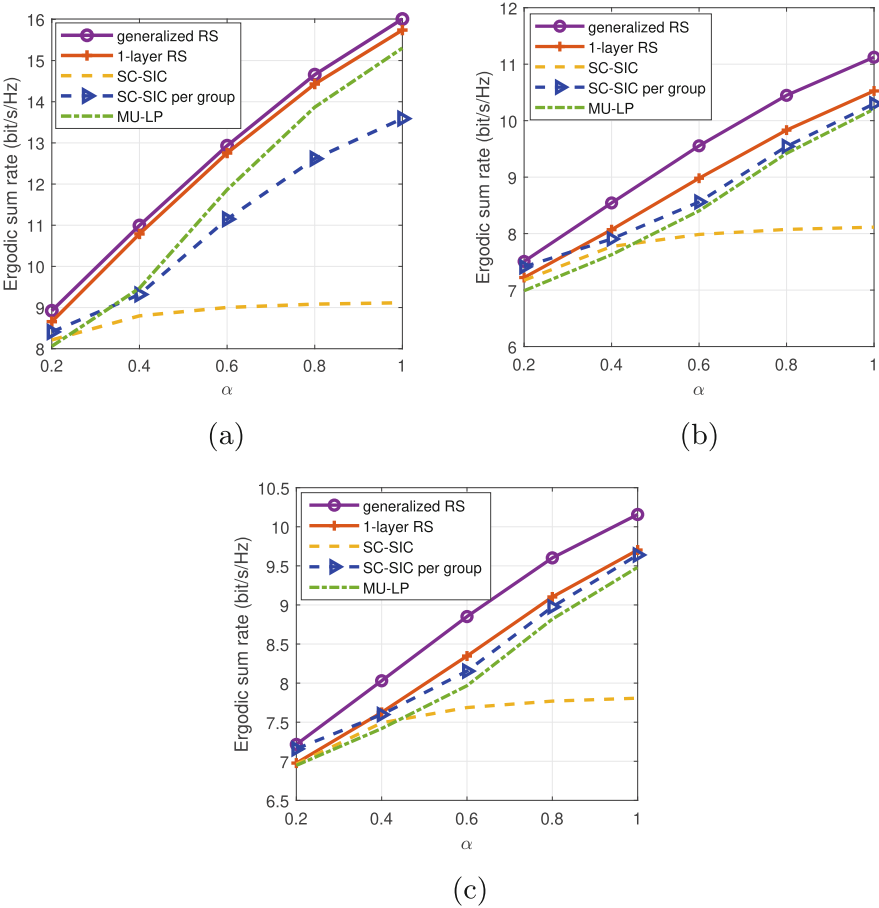 Ergodic sum rate (bit/s/Hz)
16
15
14
13
12
11
10
9
8
generalized RS
1-layer RS
SC-SIC
SC-SIC per group
MU-LP
0.2 0.4 0.6 0.8 1
α
(a)
Ergodic sum rate (bit/s/Hz)
12
11
10
9
8
7
6
generalized RS
1-layer RS
SC-SIC
SC-SIC per group
MU-LP
0.2 0.4 0.6 0.8 1
α
(b)
Ergodic sum rate (bit/s/Hz)
10.5
10
9.5
9
8.5
8
7.5
7
6.5
generalized RS
1-layer RS
SC-SIC
SC-SIC per group
MU-LP
0.2 0.4 0.6 0.8 1
α
(c)